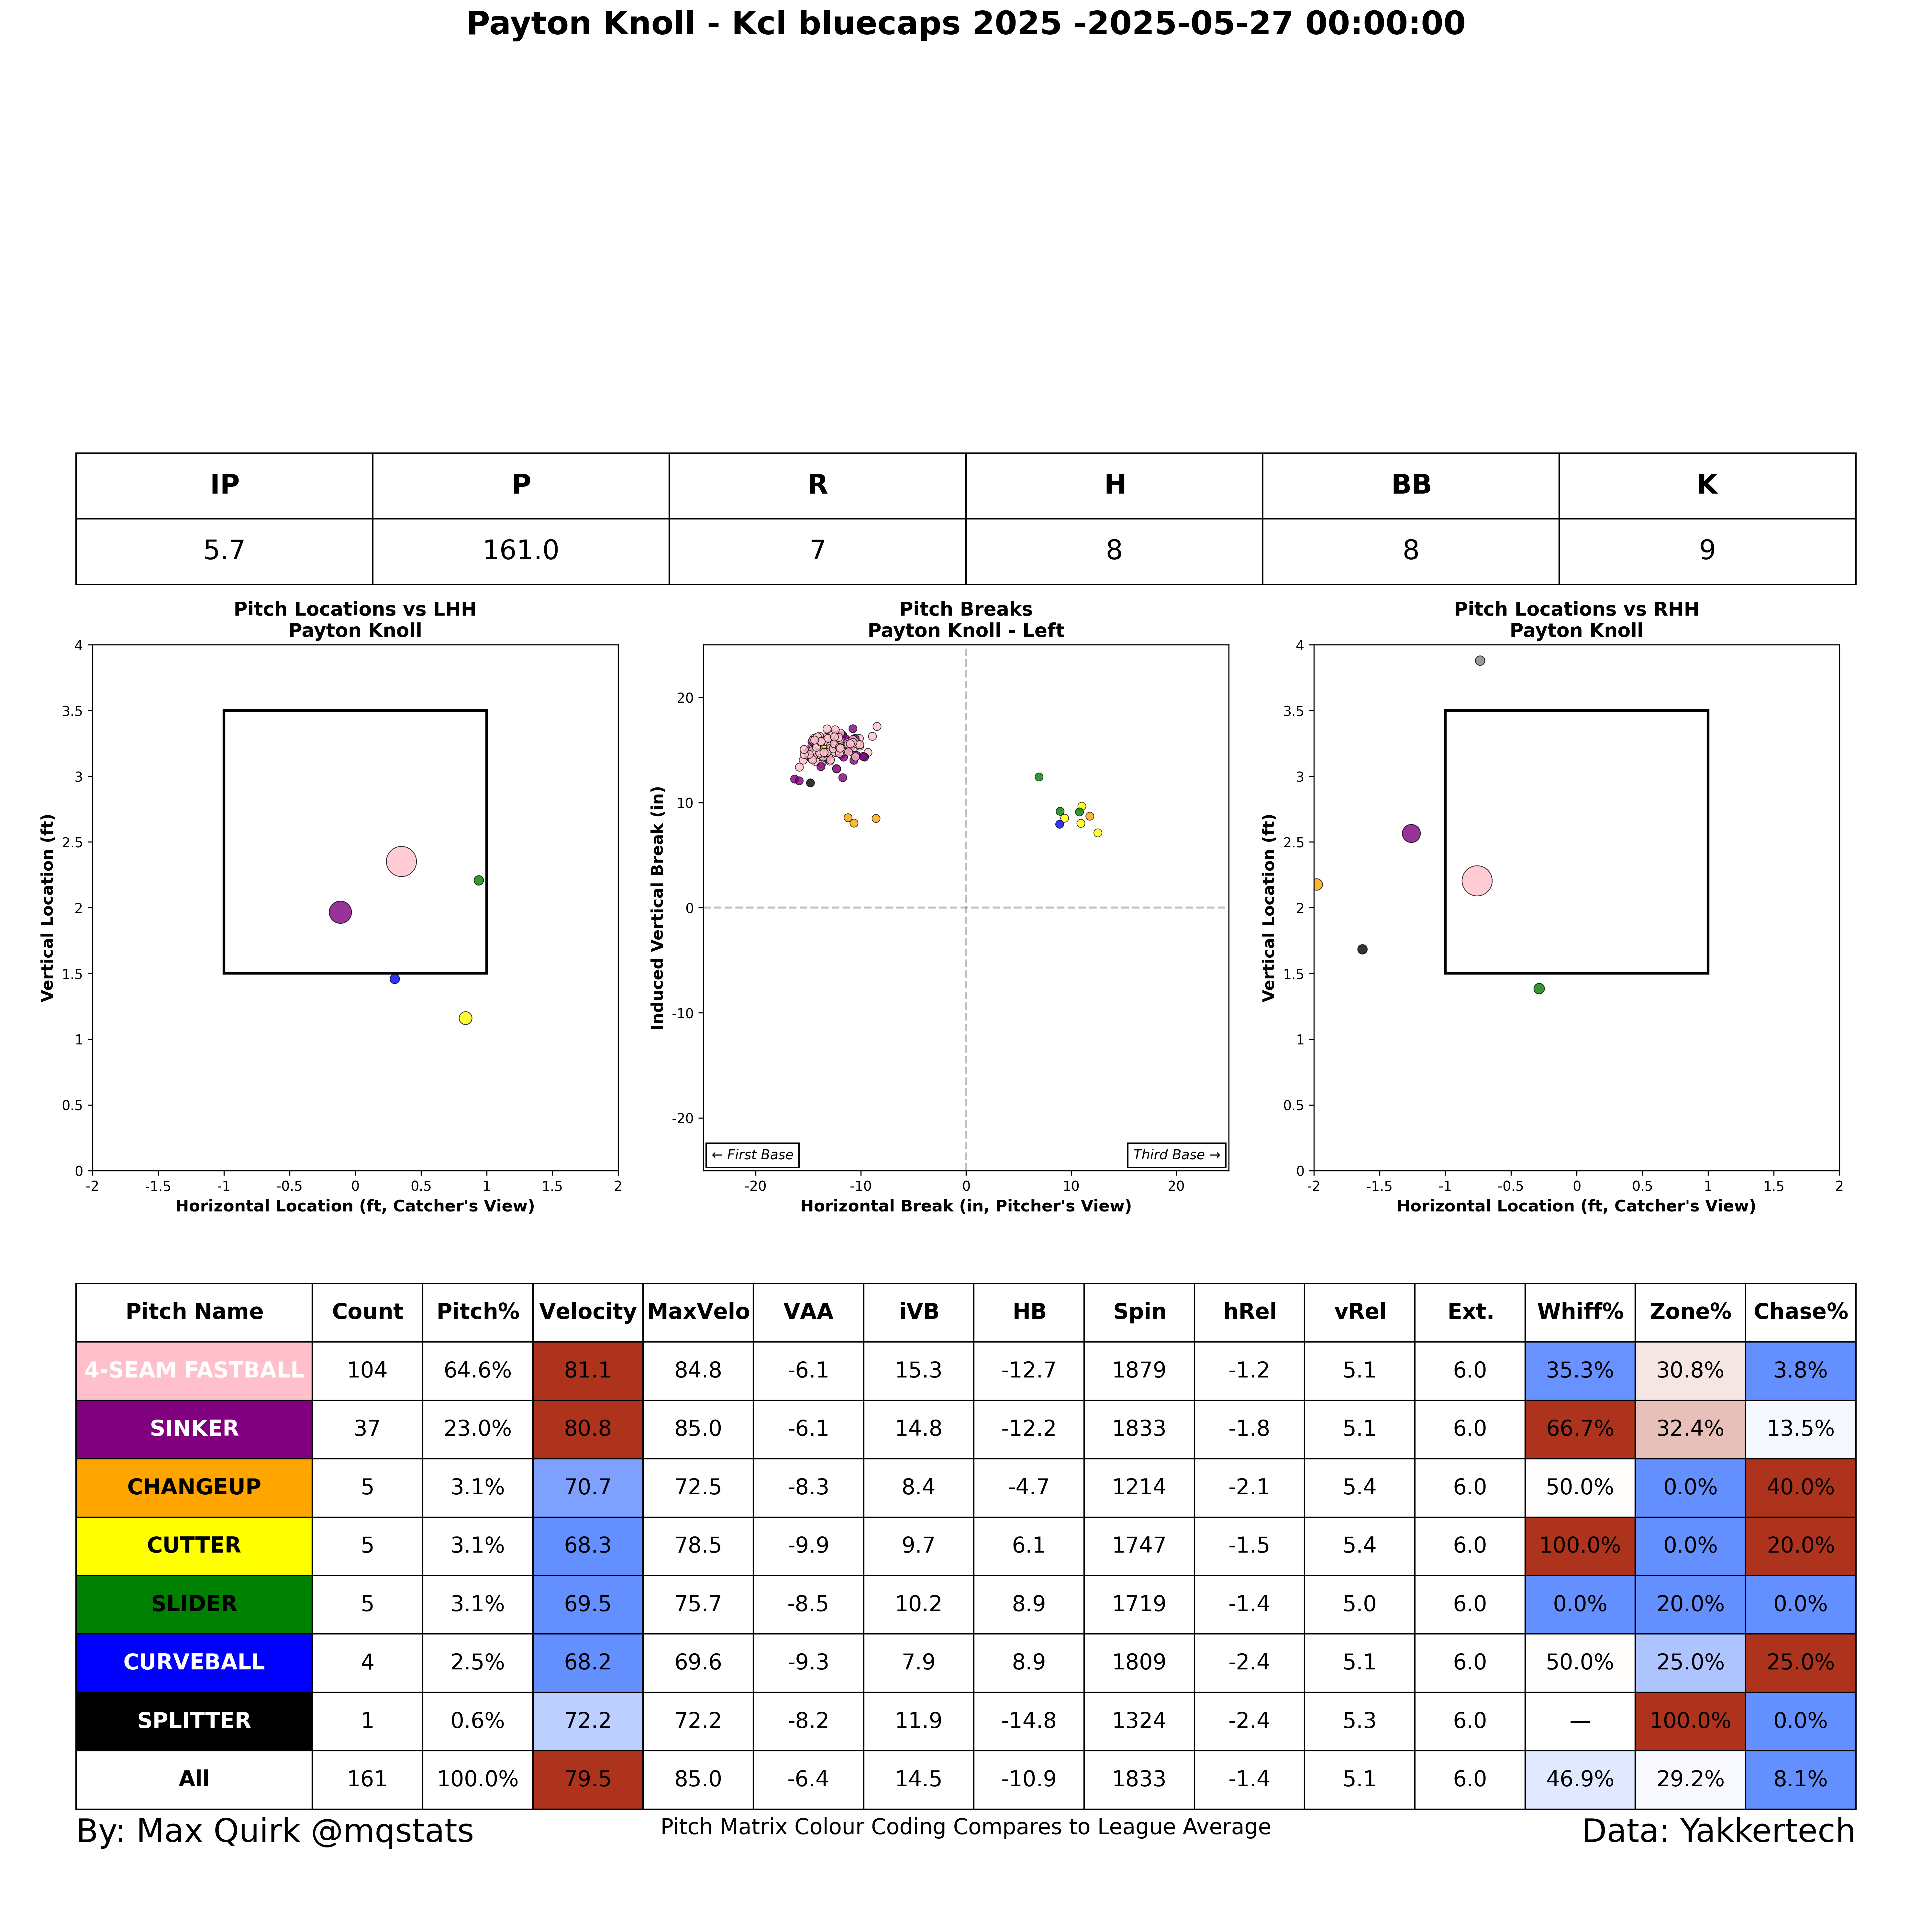 Payton Knoll - Kcl bluecaps 2025 -2025-05-27 00:00:00
IP P R H BB K
5.7 161.0 7 8 8 9
Pitch Locations vs LHH
Payton Knoll
4
3.5
3
2.5
2
1.5
1
0.5
0
-2 -1.5 -1 -0.5 0 0.5 1 1.5 2
Vertical Location (ft)
Horizontal Location (ft, Catcher's View)
Pitch Breaks
Payton Knoll - Left
20
10
0
-10
-20
← First Base
Third Base →
-20 -10 0 10 20
Induced Vertical Break (in)
Horizontal Break (in, Pitcher's View)
Pitch Locations vs RHH
Payton Knoll
4
3.5
3
2.5
2
1.5
1
0.5
0
-2 -1.5 -1 -0.5 0 0.5 1 1.5 2
Vertical Location (ft)
Horizontal Location (ft, Catcher's View)
Pitch Name Count Pitch% Velocity MaxVelo VAA iVB HB Spin hRel vRel Ext. Whiff% Zone% Chase%
4-SEAM FASTBALL 104 64.6% 81.1 84.8 -6.1 15.3 -12.7 1879 -1.2 5.1 6.0 35.3% 30.8% 3.8%
SINKER 37 23.0% 80.8 85.0 -6.1 14.8 -12.2 1833 -1.8 5.1 6.0 66.7% 32.4% 13.5%
CHANGEUP 5 3.1% 70.7 72.5 -8.3 8.4 -4.7 1214 -2.1 5.4 6.0 50.0% 0.0% 40.0%
CUTTER 5 3.1% 68.3 78.5 -9.9 9.7 6.1 1747 -1.5 5.4 6.0 100.0% 0.0% 20.0%
SLIDER 5 3.1% 69.5 75.7 -8.5 10.2 8.9 1719 -1.4 5.0 6.0 0.0% 20.0% 0.0%
CURVEBALL 4 2.5% 68.2 69.6 -9.3 7.9 8.9 1809 -2.4 5.1 6.0 50.0% 25.0% 25.0%
SPLITTER 1 0.6% 72.2 72.2 -8.2 11.9 -14.8 1324 -2.4 5.3 6.0 — 100.0% 0.0%
All 161 100.0% 79.5 85.0 -6.4 14.5 -10.9 1833 -1.4 5.1 6.0 46.9% 29.2% 8.1%
By: Max Quirk @mqstats
Pitch Matrix Colour Coding Compares to League Average
Data: Yakkertech